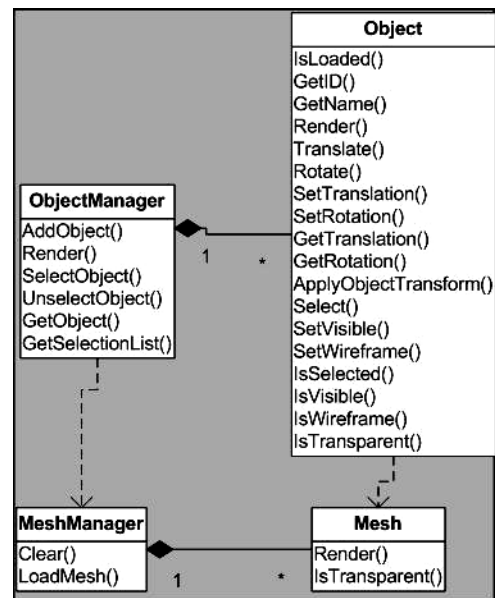 Object
IsLoaded()
GetID()
GetName()
Render()
Translate()
Rotate()
SetTranslation()
SetRotation()
GetTranslation()
GetRotation()
ApplyObjectTransform()
Select()
SetVisible()
SetWireframe()
IsSelected()
IsVisible()
IsWireframe()
IsTransparent()
ObjectManager
AddObject()
Render()
SelectObject()
UnselectObject()
GetObject()
GetSelectionList()
1
*
MeshManager
Clear()
LoadMesh()
1
*
Mesh
Render()
IsTransparent()